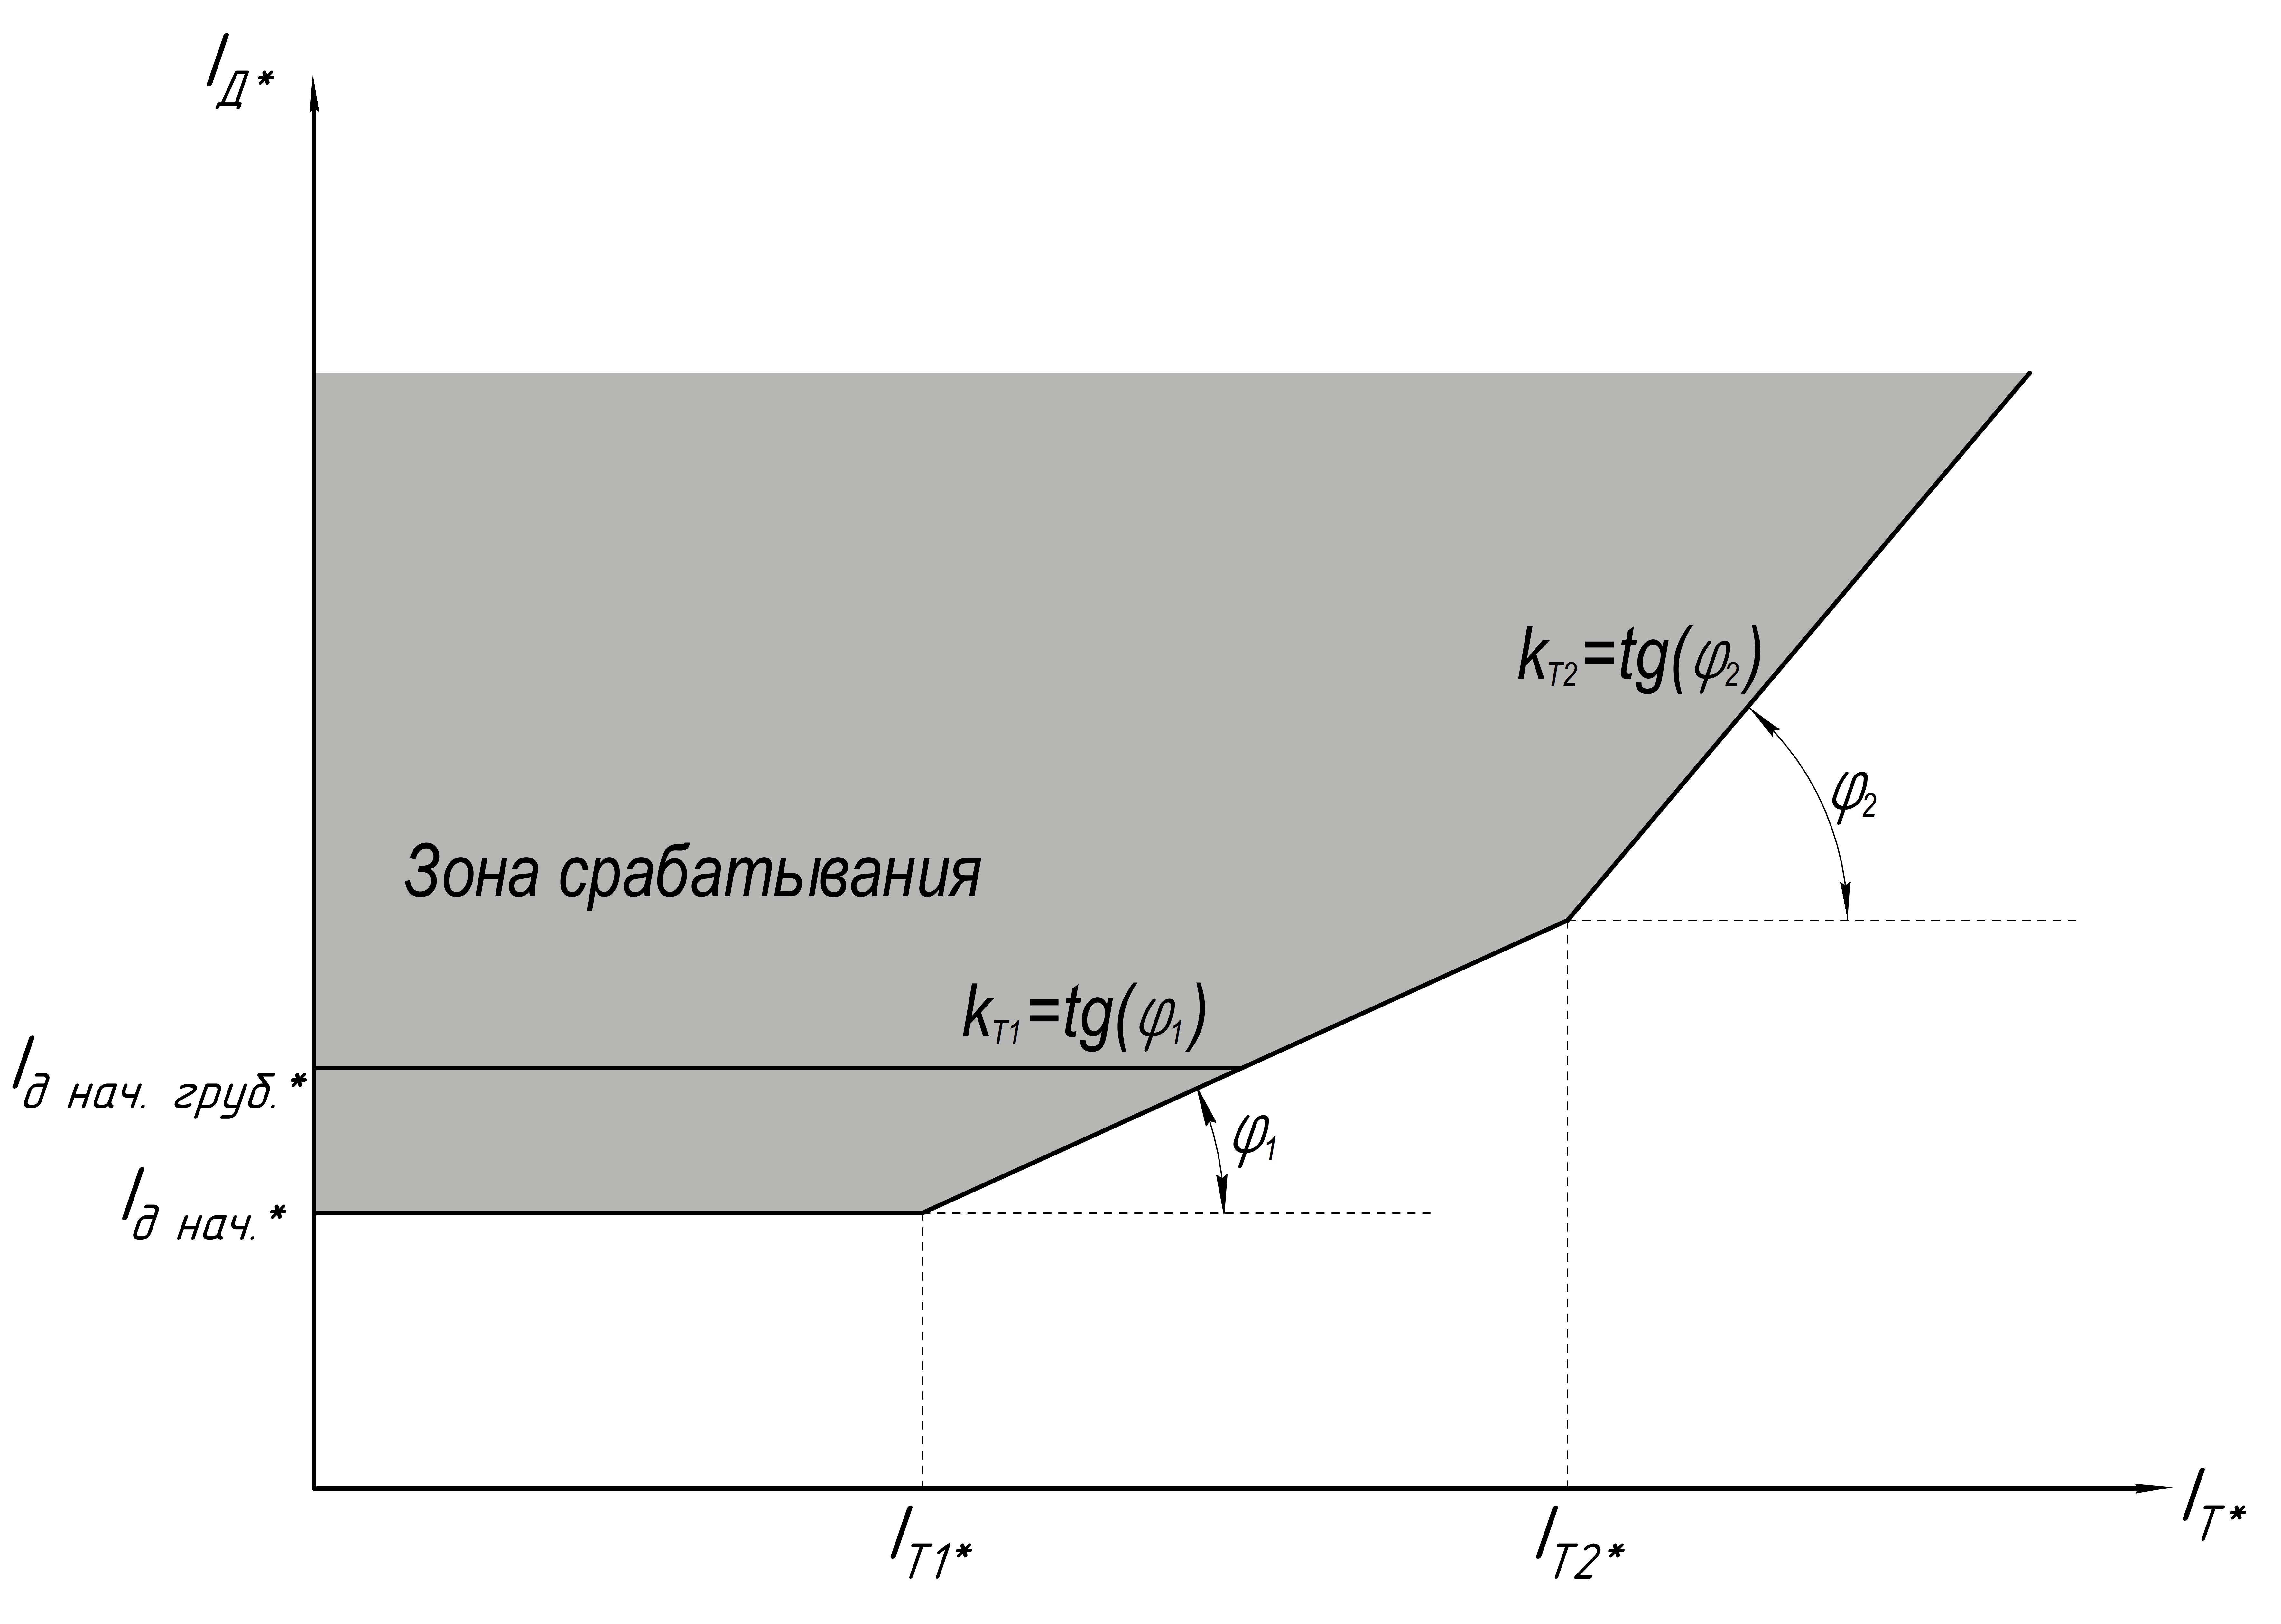 IД*
kТ2=tg(φ2)
φ2
Зона срабатывания
kТ1=tg(φ1)
Iд нач. груб.*
φ1
Iд нач.*
IТ*
IТ1*
IТ2*